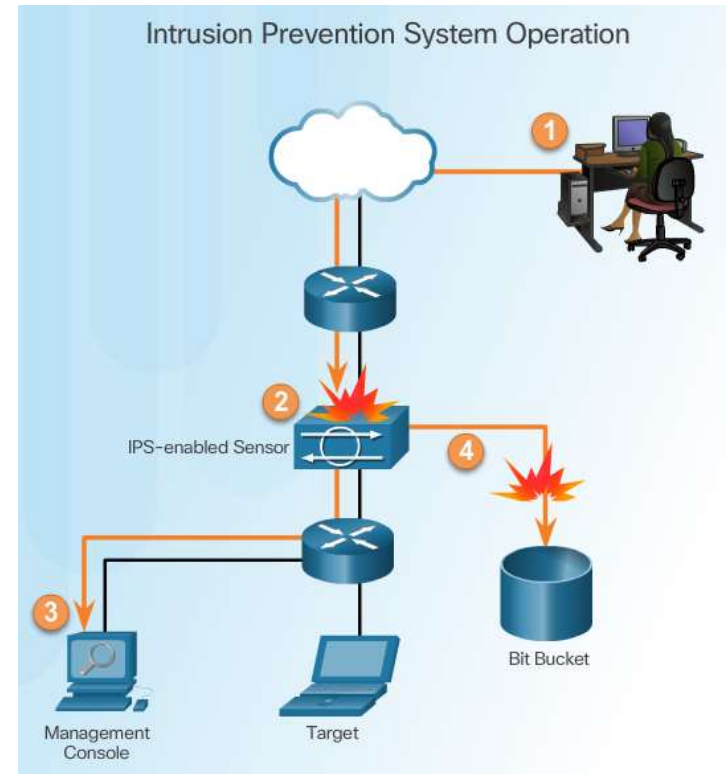 Intrusion Prevention System Operation
1
2
IPS-enabled Sensor
4
3
Bit Bucket
Management
Console
Target